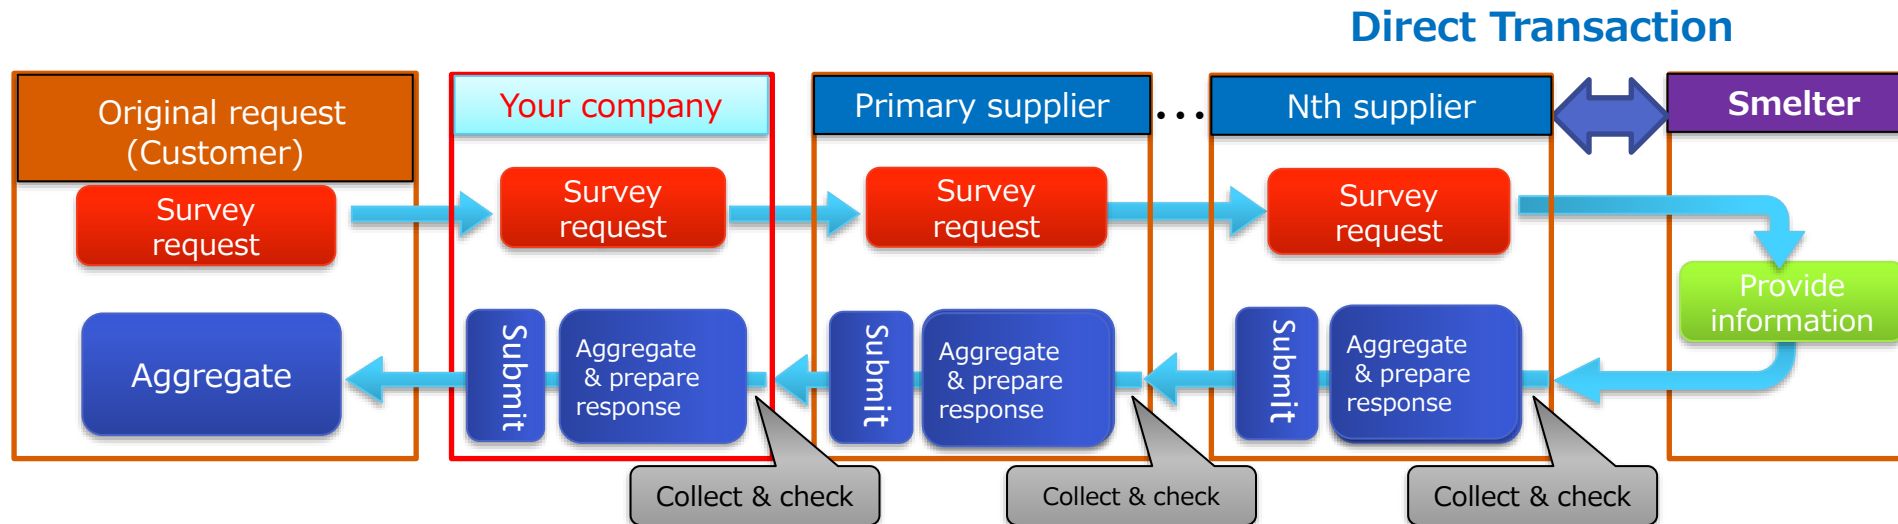 Direct Transaction
Original request
(Customer)
Your company
Primary supplier
...
Nth supplier
Smelter
Survey
request
Survey
request
Survey
request
Survey
request
Provide
information
Aggregate
Submit
Aggregate
& prepare
response
Submit
Aggregate
& prepare
response
Submit
Aggregate
& prepare
response
Collect & check
Collect & check
Collect & check